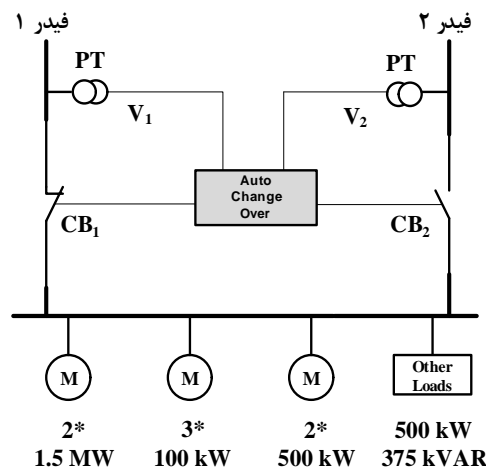 فیدر ۱
فیدر ۲
PT
PT
V₁
V₂
Auto
Change
Over
CB₁
CB₂
M
M
M
Other
Loads
2*
1.5 MW
3*
100 kW
2*
500 kW
500 kW
375 kVAR